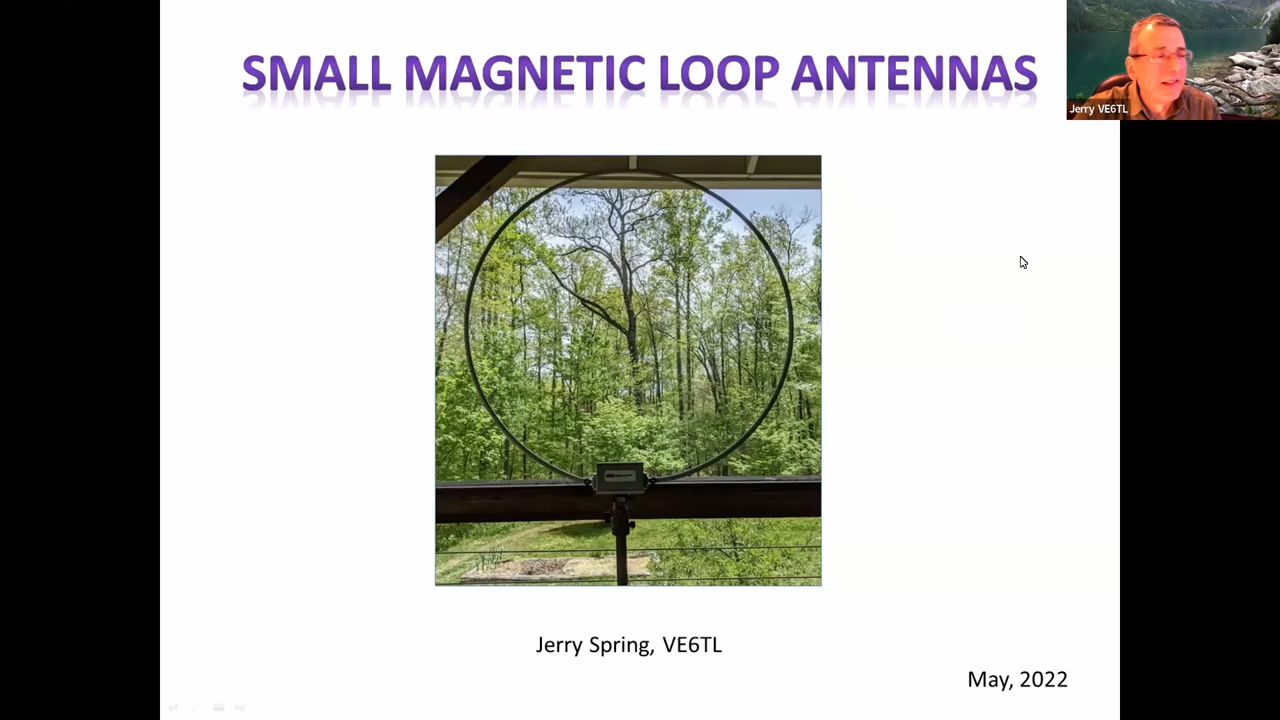 SMALL MAGNETIC LOOP ANTENNAS
Jerry VE6TL
Jerry Spring, VE6TL
May, 2022